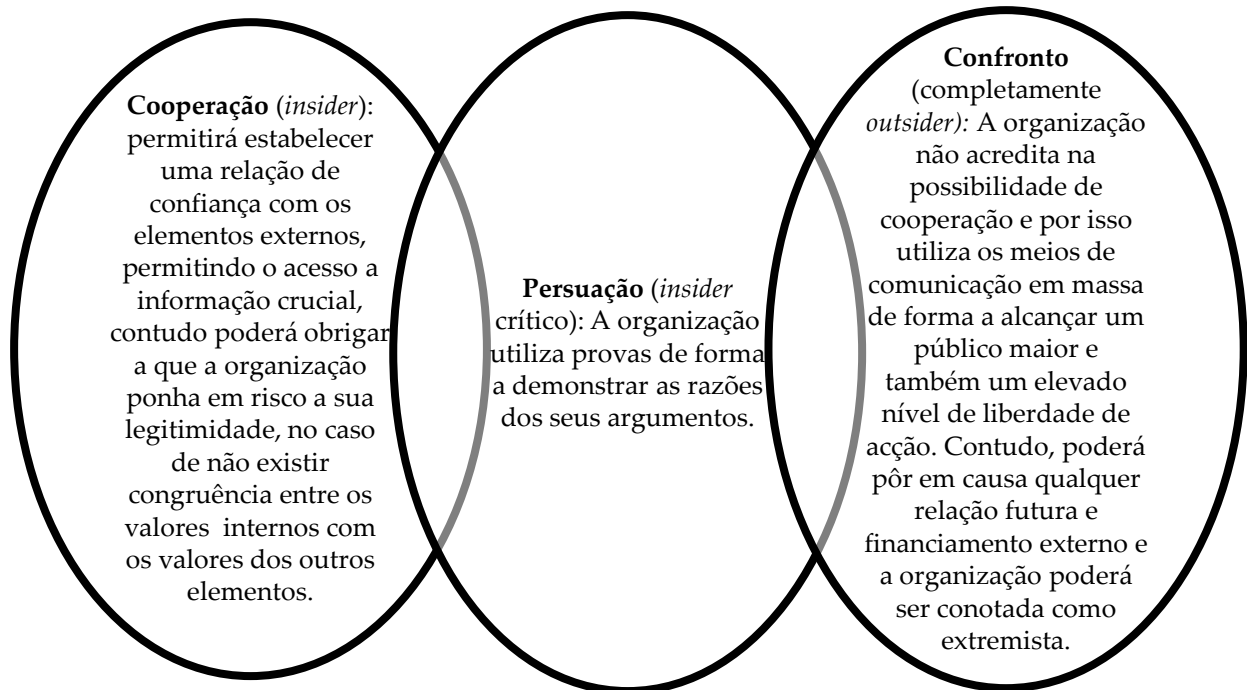 Cooperação (insider):
permitirá estabelecer
uma relação de
confiança com os
elementos externos,
permitindo o acesso a
informação crucial,
contudo poderá obrigar
a que a organização
ponha em risco a sua
legitimidade, no caso
de não existir
congruência entre os
valores internos com
os valores dos outros
elementos.
Persuação (insider
crítico): A organização
utiliza provas de forma
a demonstrar as razões
dos seus argumentos.
Confronto
(completamente
outsider): A organização
não acredita na
possibilidade de
cooperação e por isso
utiliza os meios de
comunicação em massa
de forma a alcançar um
público maior e
também um elevado
nível de liberdade de
acção. Contudo, poderá
pôr em causa qualquer
relação futura e
financiamento externo e
a organização poderá
ser conotada como
extremista.